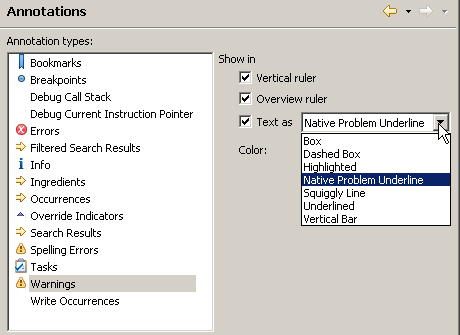 Annotations
Annotation types:
Bookmarks
Breakpoints
Debug Call Stack
Debug Current Instruction Pointer
Errors
Filtered Search Results
Info
Ingredients
Occurrences
Override Indicators
Search Results
Spelling Errors
Tasks
Warnings
Write Occurrences
Show in
Vertical ruler
Overview ruler
Text as Native Problem Underline
Color:
Box
Dashed Box
Highlighted
Native Problem Underline
Squiggly Line
Underlined
Vertical Bar